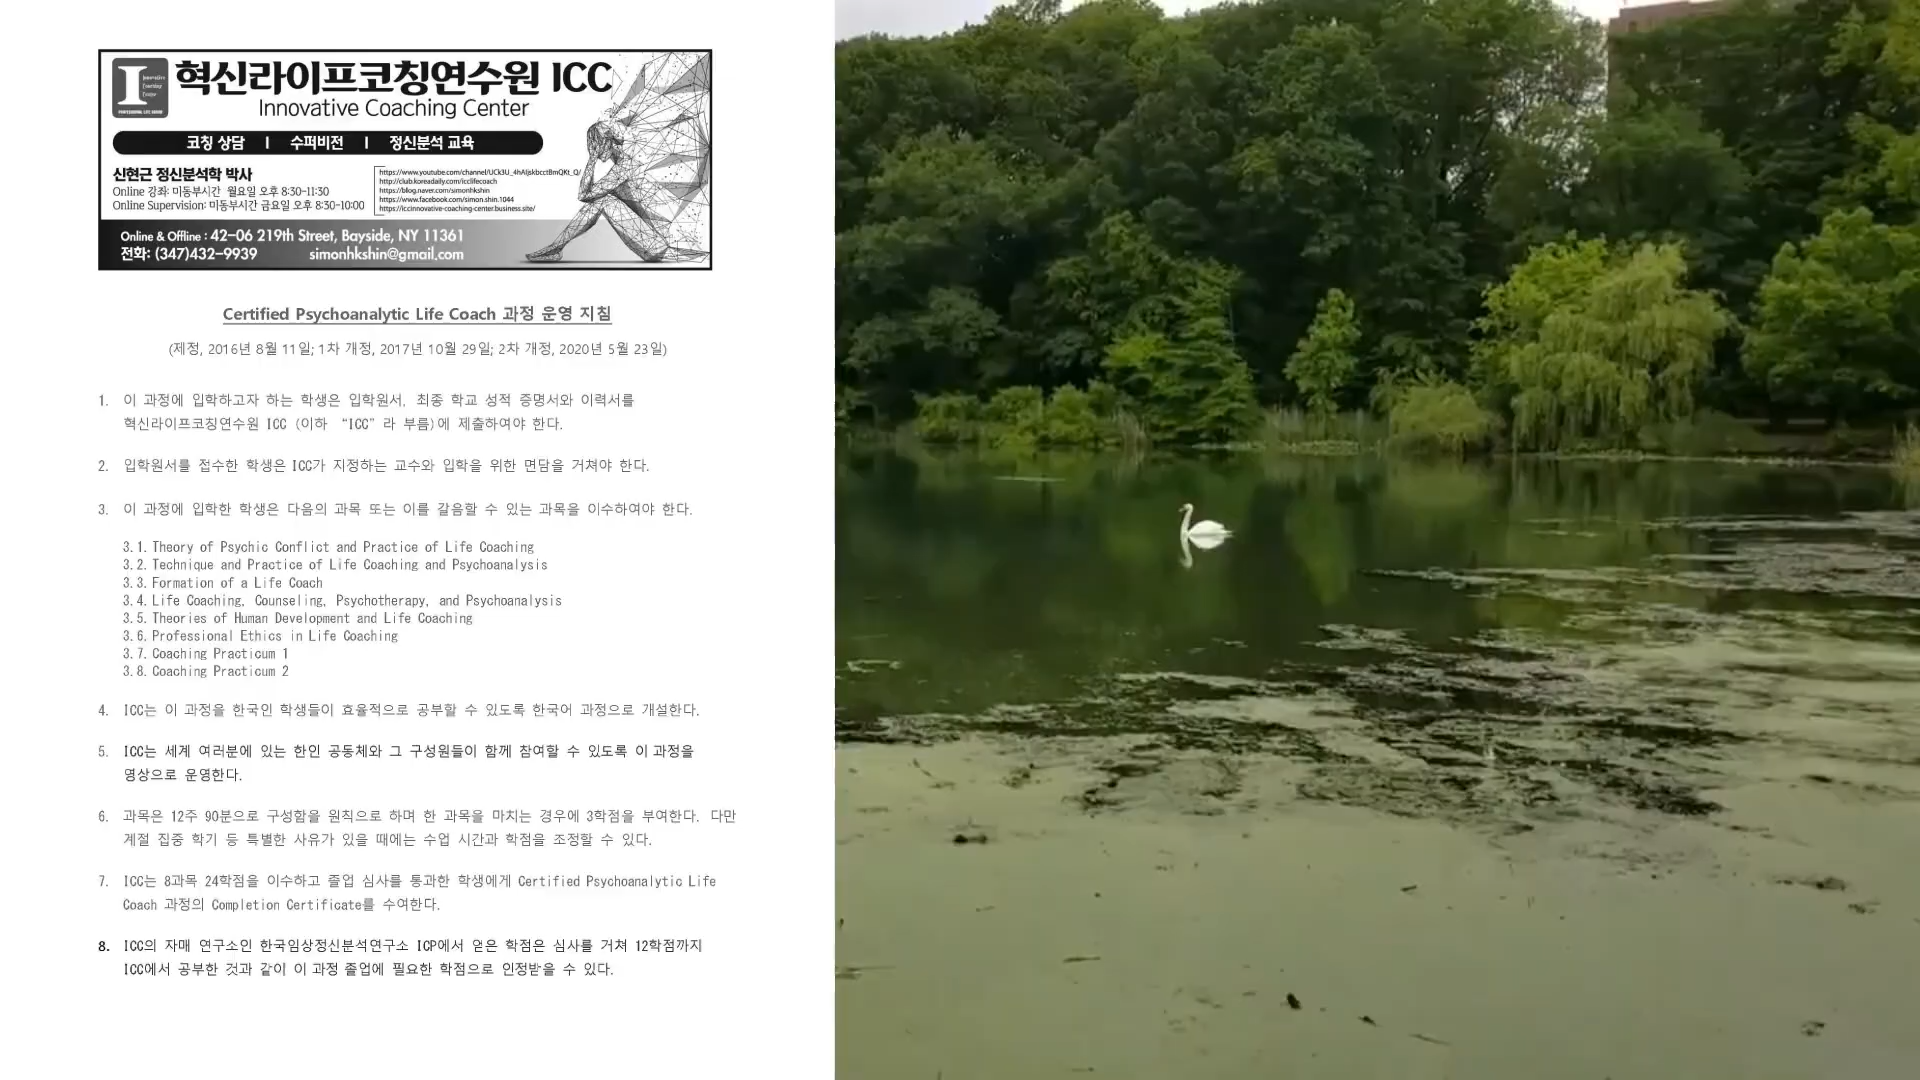 혁신라이프코칭연수원 ICC
Innovative Coaching Center
코칭 상담 | 수퍼비전 | 정신분석 교육
신현근 정신분석학 박사
Online 강좌: 미동부시간 월요일 오후 8:30-11:30
Online Supervision: 미동부시간 금요일 오후 8:30-10:00
http://club.koreadaily.com/icclifecoach
https://blog.naver.com/simonhkshin
https://www.facebook.com/simon.shin.1044
https://iccinnovative-coaching-center.business.site/
Online & Offline : 42-06 219th Street, Bayside, NY 11361
전화: (347)432-9939 simonhkshin@gmail.com
Certified Psychoanalytic Life Coach 과정 운영 지침
(제정, 2016년 8월 11일; 1차 개정, 2017년 10월 29일; 2차 개정, 2020년 5월 23일)
1. 이 과정에 입학하고자 하는 학생은 입학원서, 최종 학교 성적 증명서와 이력서를
혁신라이프코칭연수원 ICC (이하 “ICC”라 부름)에 제출하여야 한다.
2. 입학원서를 접수한 학생은 ICC가 지정하는 교수와 입학을 위한 면담을 거쳐야 한다.
3. 이 과정에 입학한 학생은 다음의 과목 또는 이를 갈음할 수 있는 과목을 이수하여야 한다.
3.1. Theory of Psychic Conflict and Practice of Life Coaching
3.2. Technique and Practice of Life Coaching and Psychoanalysis
3.3. Formation of a Life Coach
3.4. Life Coaching, Counseling, Psychotherapy, and Psychoanalysis
3.5. Theories of Human Development and Life Coaching
3.6. Professional Ethics in Life Coaching
3.7. Coaching Practicum 1
3.8. Coaching Practicum 2
4. ICC는 이 과정을 한국인 학생들이 효율적으로 공부할 수 있도록 한국어 과정으로 개설한다.
5. ICC는 세계 여러분에 있는 한인 공동체와 그 구성원들이 함께 참여할 수 있도록 이 과정을
영상으로 운영한다.
6. 과목은 12주 90분으로 구성함을 원칙으로 하며 한 과목을 마치는 경우에 3학점을 부여한다. 다만
계절 집중 학기 등 특별한 사유가 있을 때에는 수업 시간과 학점을 조정할 수 있다.
7. ICC는 8과목 24학점을 이수하고 졸업 심사를 통과한 학생에게 Certified Psychoanalytic Life
Coach 과정의 Completion Certificate를 수여한다.
8. ICC의 자매 연구소인 한국임상정신분석연구소 ICP에서 얻은 학점은 심사를 거쳐 12학점까지
ICC에서 공부한 것과 같이 이 과정 졸업에 필요한 학점으로 인정받을 수 있다.